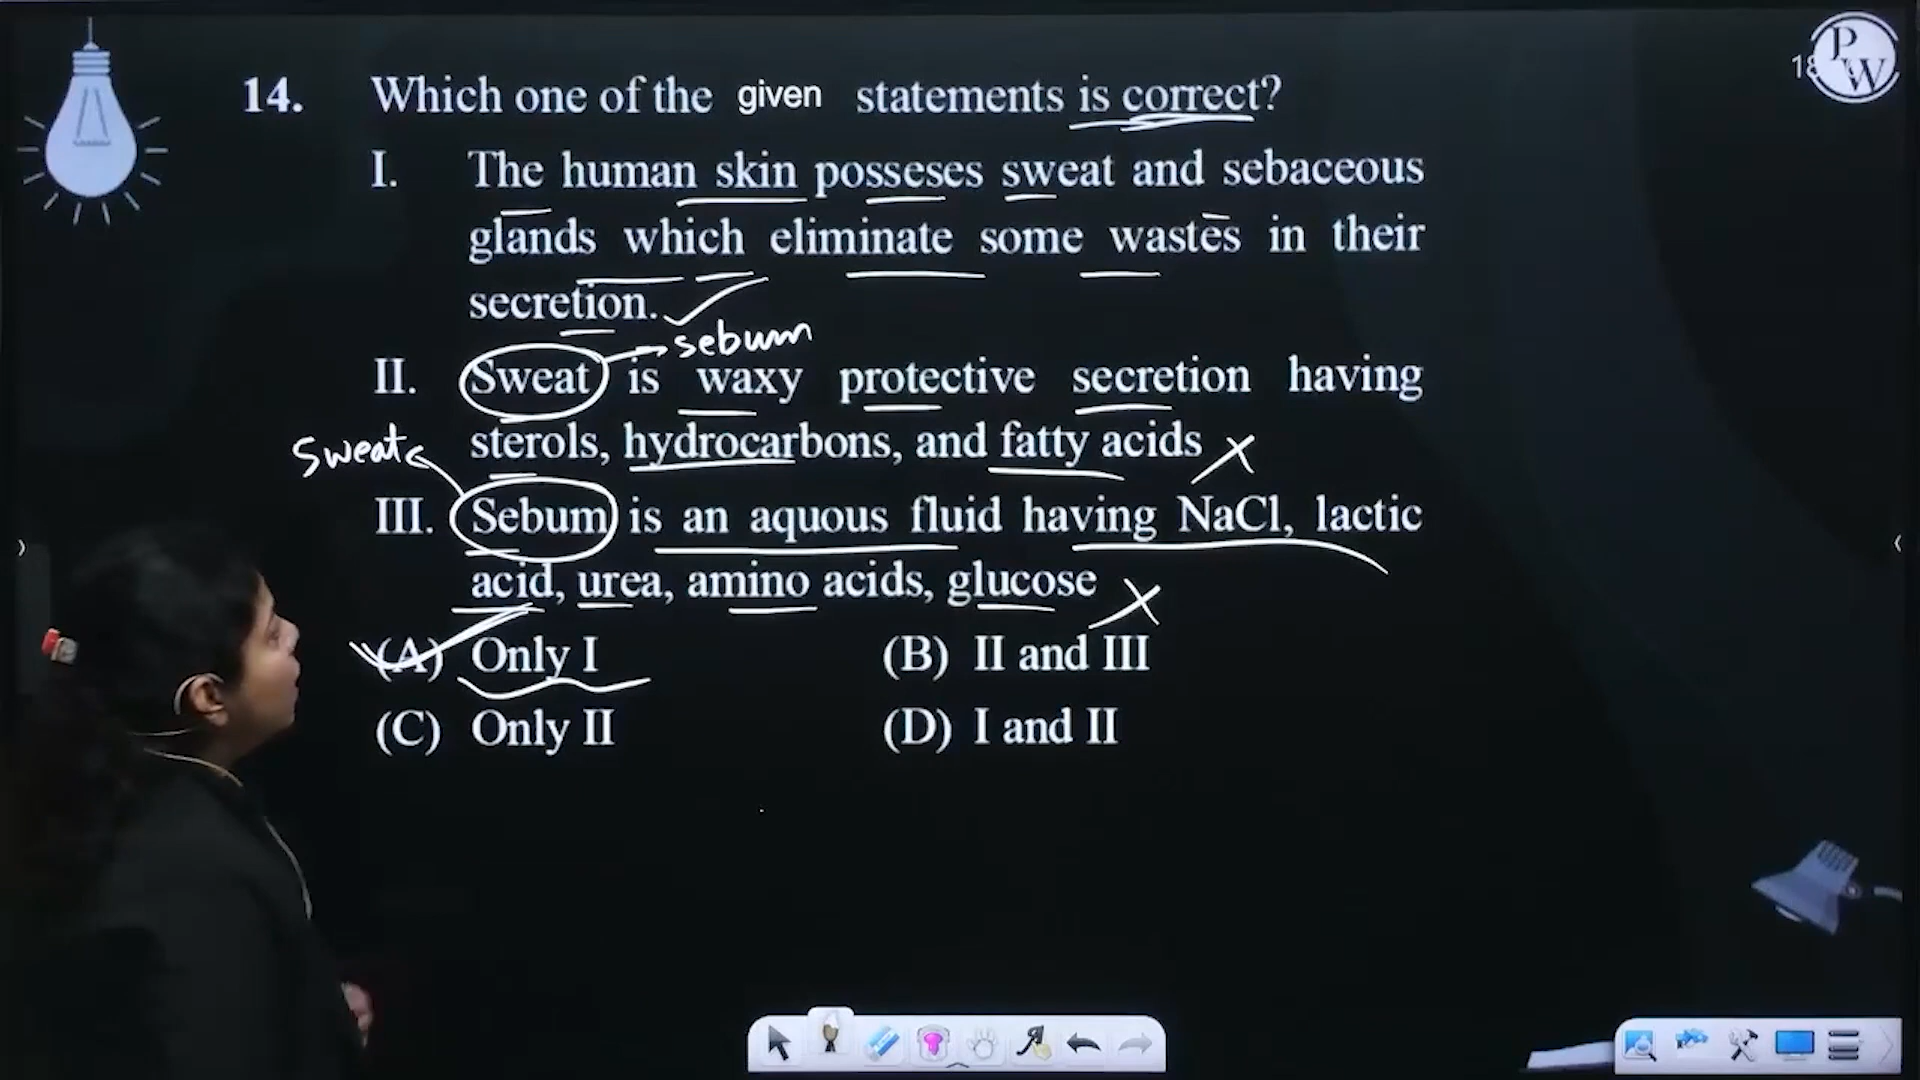 PW
18
14. Which one of the given statements is correct?
I. The human skin posseses sweat and sebaceous
glands which eliminate some wastes in their
secretion.
sebum
II. Sweat is waxy protective secretion having
sterols, hydrocarbons, and fatty acids
Sweat
III. Sebum is an aquous fluid having NaCl, lactic
acid, urea, amino acids, glucose
(A) Only I (B) II and III
(C) Only II (D) I and II